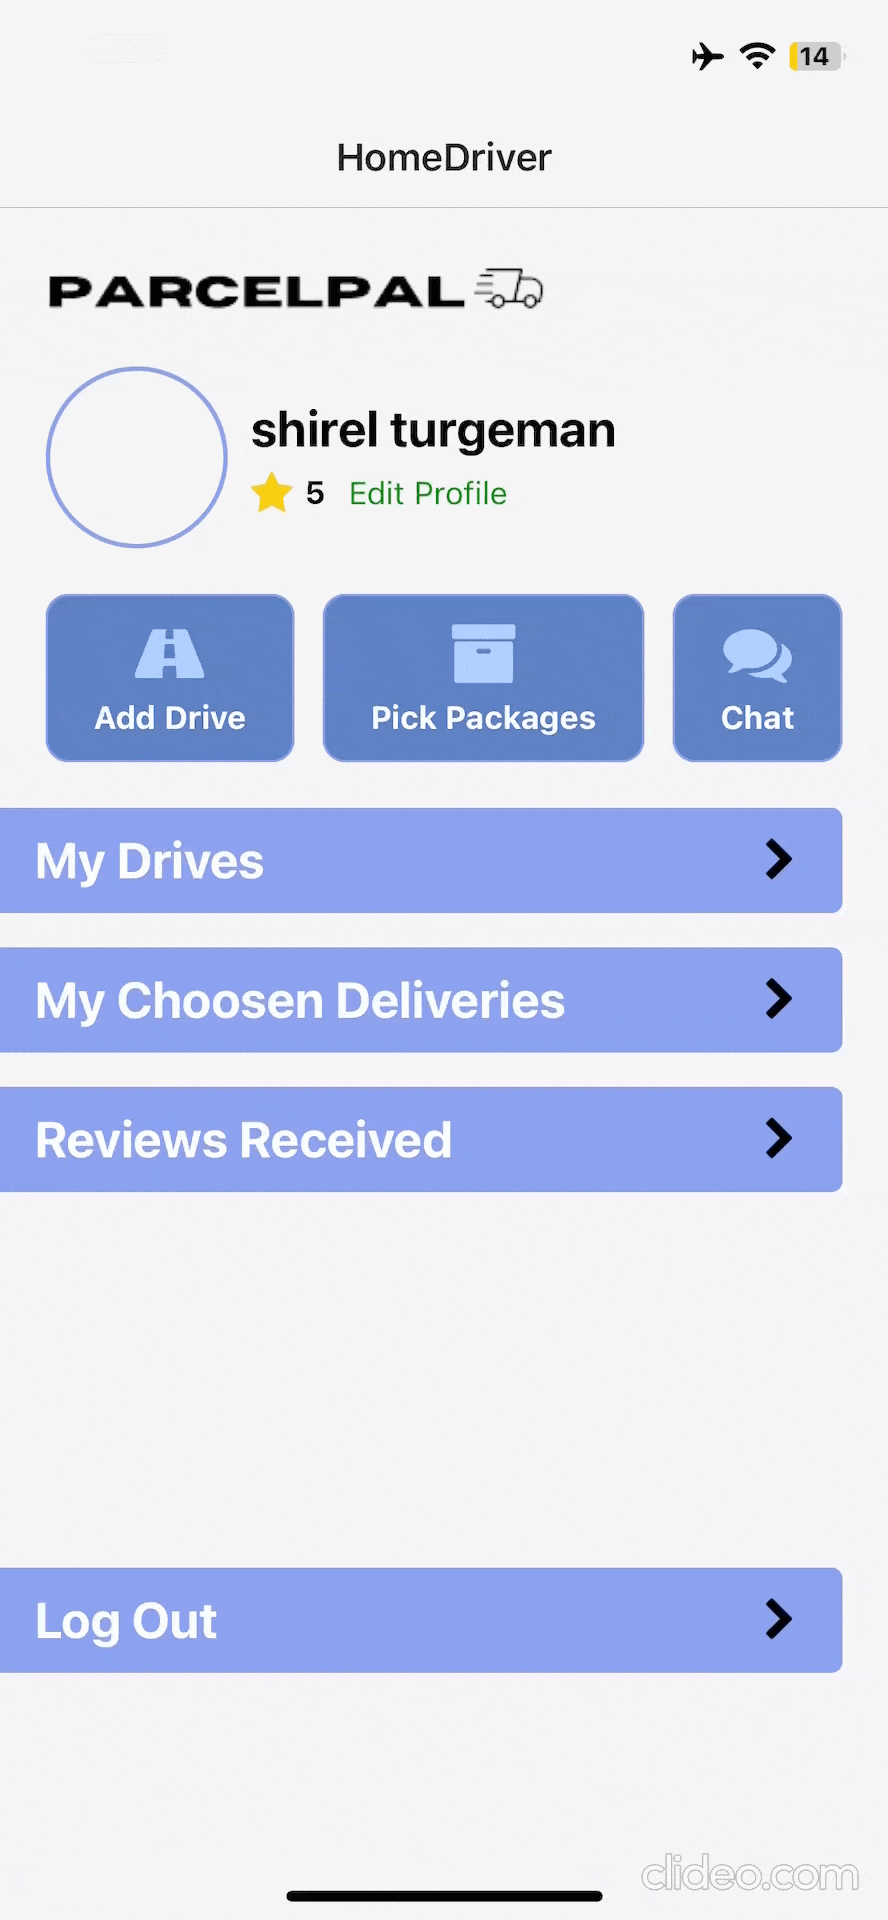 14
HomeDriver
PARCELPAL
shirel turgeman
5 Edit Profile
Add Drive
Pick Packages
Chat
My Drives
My Choosen Deliveries
Reviews Received
Log Out
clideo.com